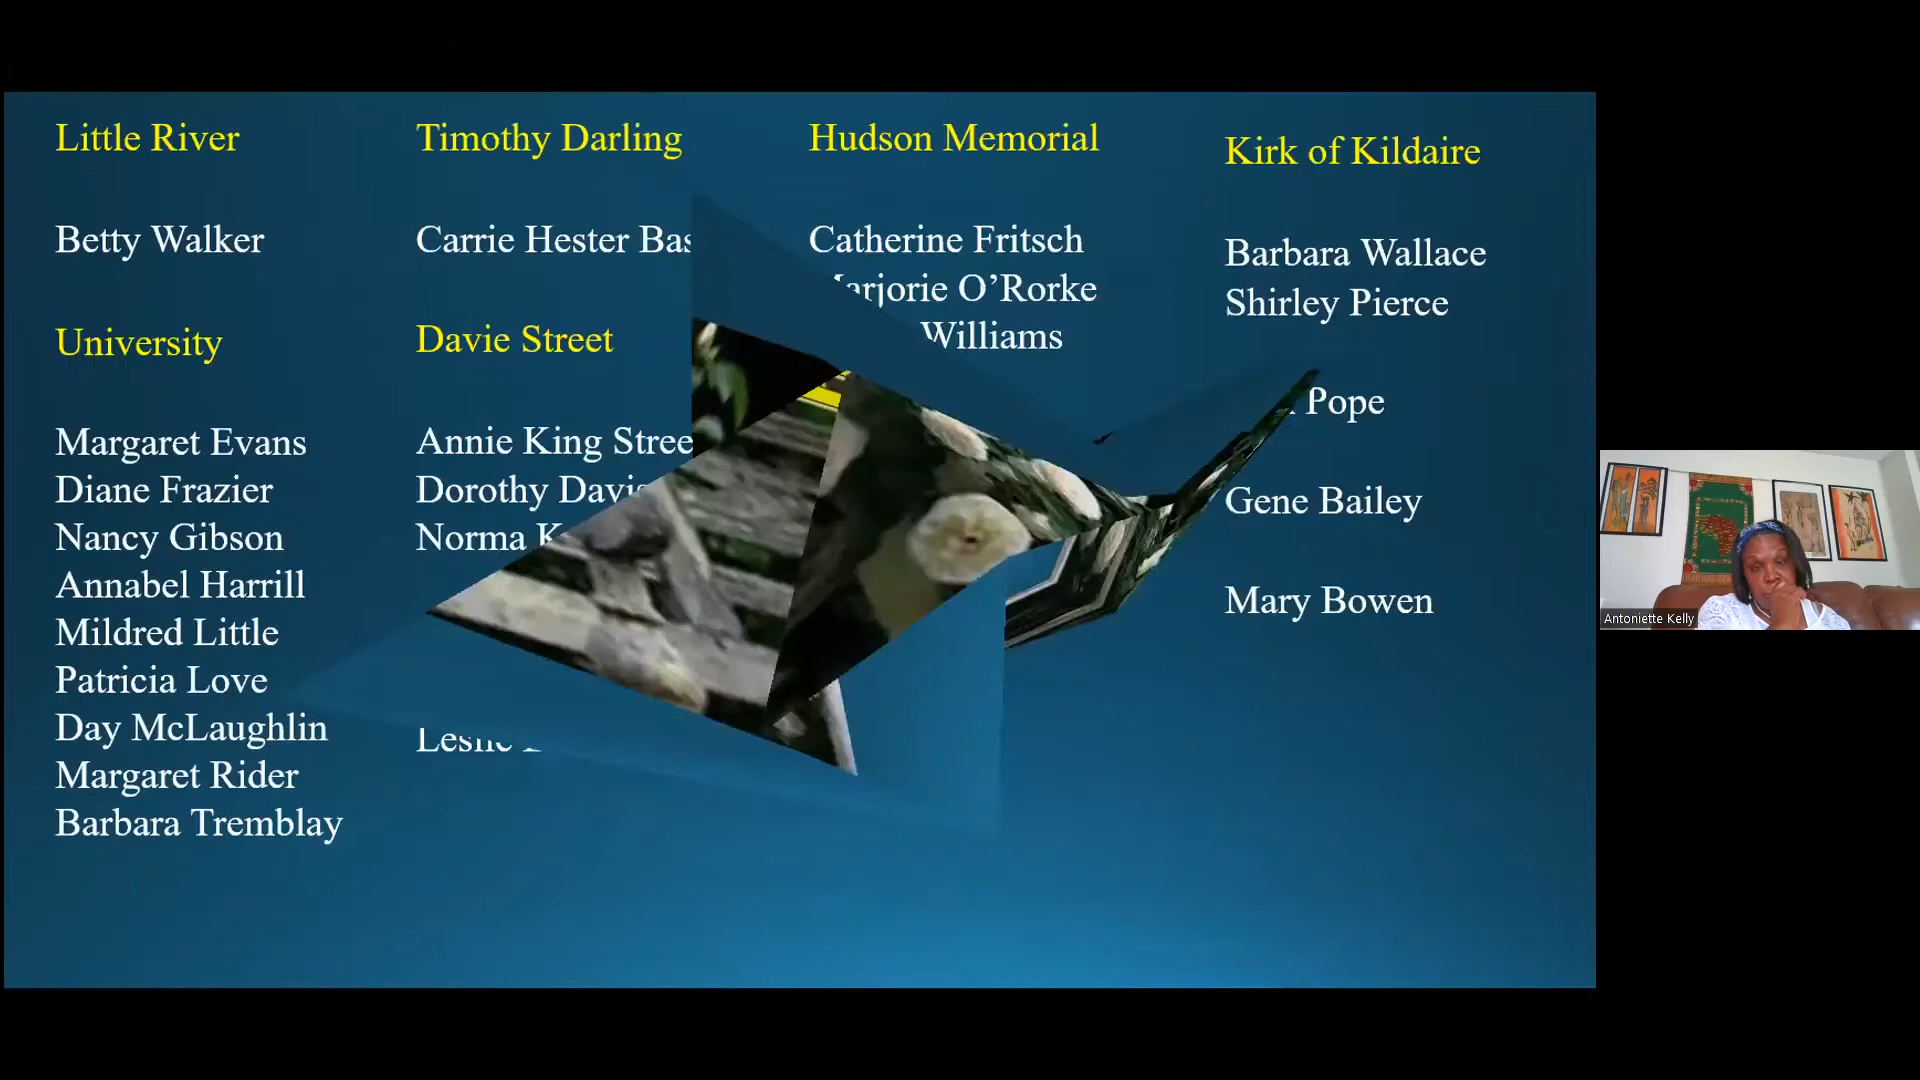 Little River
Betty Walker
University
Margaret Evans
Diane Frazier
Nancy Gibson
Annabel Harrill
Mildred Little
Patricia Love
Day McLaughlin
Margaret Rider
Barbara Tremblay
Timothy Darling
Carrie Hester
Davie Street
Annie King
Dorothy
Norma
Hudson Memorial
Catherine Fritsch
Marjorie O’Rorke
Williams
Kirk of Kildaire
Barbara Wallace
Shirley Pierce
Pope
Gene Bailey
Mary Bowen
Antoniette Kelly